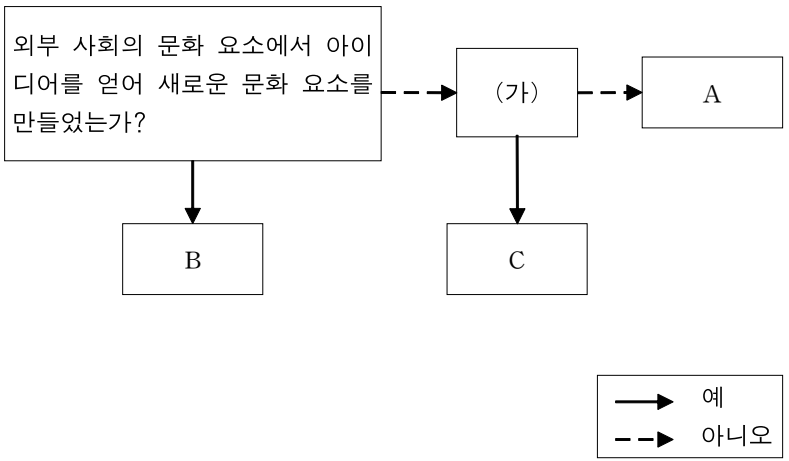 외부 사회의 문화 요소에서 아이
디어를 얻어 새로운 문화 요소를
만들었는가?
(가)
A
B
C
예
아니오